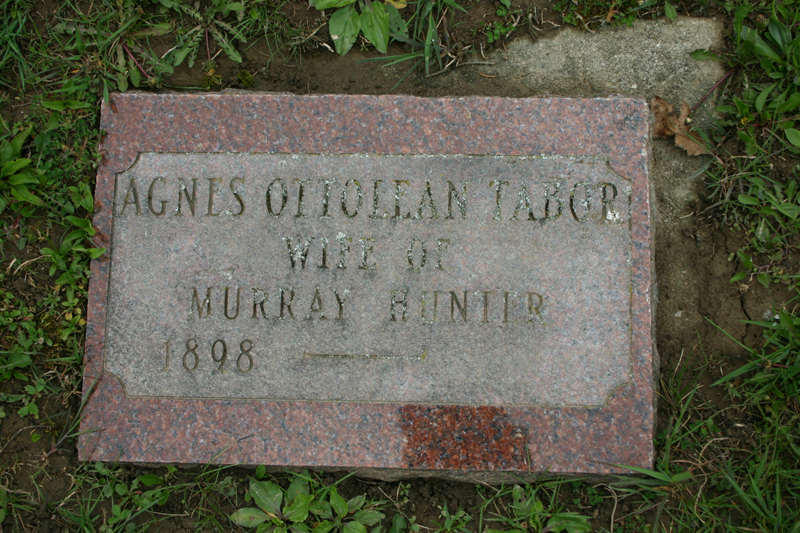 AGNES OTTOLEAN TABOR
WIFE OF
MURRAY HUNTER
1898 —